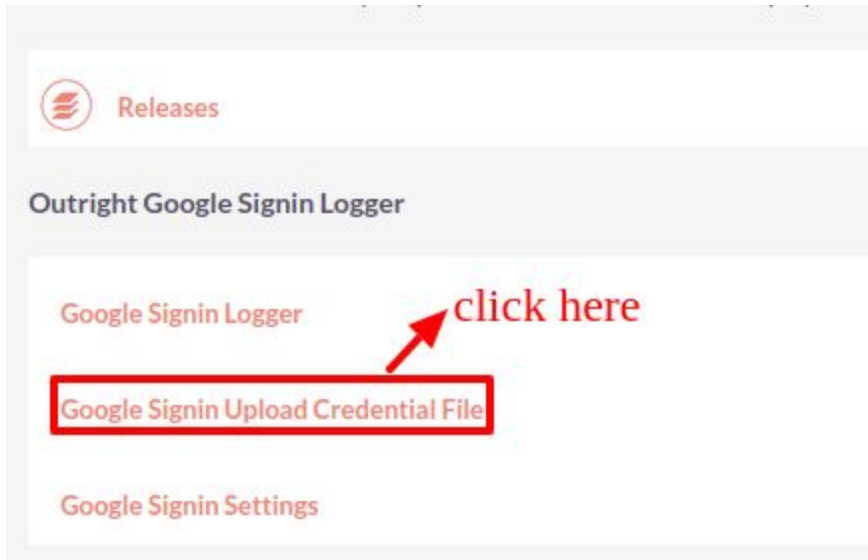 Releases
Outright Google Signin Logger
Google Signin Logger
click here
Google Signin Upload Credential File
Google Signin Settings